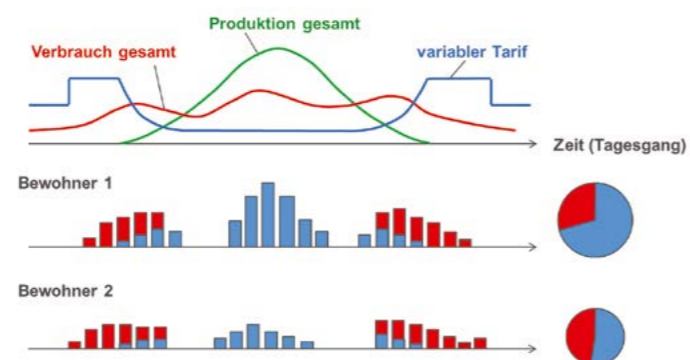 Produktion gesamt
Verbrauch gesamt
variabler Tarif
Zeit (Tagesgang)
Bewohner 1
Bewohner 2